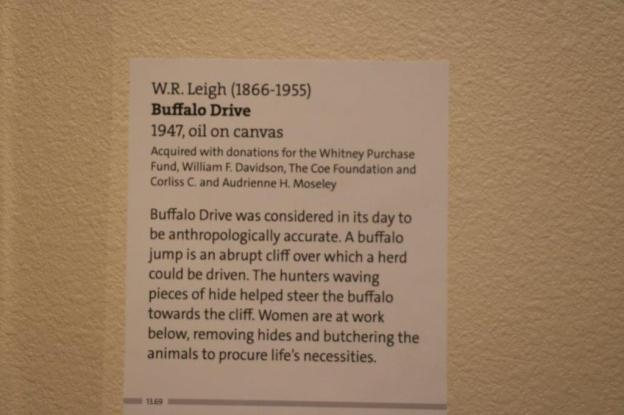 W.R. Leigh (1866-1955)
Buffalo Drive
1947, oil on canvas
Acquired with donations for the Whitney Purchase
Fund, William F. Davidson, The Coe Foundation and
Corliss C. and Audrienne H. Moseley
Buffalo Drive was considered in its day to
be anthropologically accurate. A buffalo
jump is an abrupt cliff over which a herd
could be driven. The hunters waving
pieces of hide helped steer the buffalo
towards the cliff. Women are at work
below, removing hides and butchering the
animals to procure life's necessities.
13.69